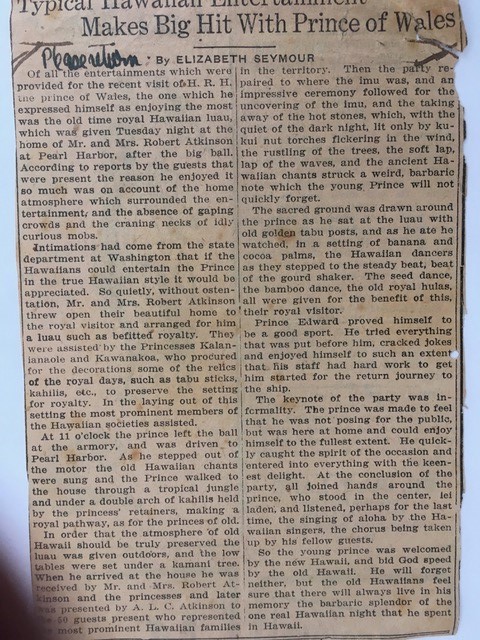 Typical Hawaiian Entertainment
Makes Big Hit With Prince of Wales
By ELIZABETH SEYMOUR
Of all the entertainments which were
provided for the recent visit of H. R. H.
the prince of Wales, the one which he
expressed himself as enjoying the most
was the old time royal Hawaiian luau,
which was given Tuesday night at the
home of Mr. and Mrs. Robert Atkinson
at Pearl Harbor, after the big ball.
According to reports by the guests that
were present the reason he enjoyed it
so much was on account of the home
atmosphere which surrounded the en-
tertainment, and the absence of gaping
crowds and the craning necks of idly
curious mobs.
Intimations had come from the state
department at Washington that if the
Hawaiians could entertain the Prince
in the true Hawaiian style it would be
appreciated. So quietly, without osten-
tation, Mr. and Mrs. Robert Atkinson
threw open their beautiful home to
the royal visitor and arranged for him
a luau such as befitted royalty. They
were assisted by the Princesses Kalan-
ianaole and Kawanakoa, who procured
for the decorations some of the relics
of the royal days, such as tabu sticks,
kahilis, etc., to preserve the setting
for royalty. In the laying out of this
setting the most prominent members of
the Hawaiian societies assisted.
At 11 o'clock the prince left the ball
at the armory, and was driven to
Pearl Harbor. As he stepped out of
the motor the old Hawaiian chants
were sung and the Prince walked to
the house through a tropical jungle
and under a double arch of kahilis held
by the princess' retainers, making a
royal pathway, as for the princes of old.
In order that the atmosphere of old
Hawaii should be truly preserved the
luau was given outdoors, and the low
tables were set under a kamani tree.
When he arrived at the house he was
received by Mr. and Mrs. Robert At-
kinson and the princesses and later
was presented by A. L. C. Atkinson to
the 50 guests present who represented
most prominent Hawaiian families
in the territory. Then the party re-
paired to where the imu was, and an
impressive ceremony followed for the
uncovering of the imu, and the taking
away of the hot stones, which, with the
quiet of the dark night, lit only by ku-
kui nut torches flickering in the wind,
the rustling of the trees, the soft lap,
lap of the waves, and the ancient Ha-
waiian chants struck a weird, barbaric
note which the young Prince will not
quickly forget.
The sacred ground was drawn around
the prince as he sat at the luau with
old golden tabu posts, and as he ate he
watched, in a setting of banana and
cocoa palms, the Hawaiian dancers
as they stepped to the steady beat, beat
of the gourd shaker. The seed dance,
the bamboo dance, the old royal hulas,
all were given for the benefit of this,
their royal visitor.
Prince Edward proved himself to
be a good sport. He tried everything
that was put before him, cracked jokes
and enjoyed himself to such an extent
that his staff had hard work to get
him started for the return journey to
the ship.
The keynote of the party was in-
formality. The prince was made to feel
that he was not posing for the public,
but was here at home and could enjoy
himself to the fullest extent. He quick-
ly caught the spirit of the occasion and
entered into everything with the keen-
est delight. At the conclusion of the
party, all joined hands around the
prince, who stood in the center, lei
laden, and listened, perhaps for the last
time, the singing of aloha by the Ha-
waiian singers, the chorus being taken
up by his fellow guests.
So the young prince was welcomed
by the new Hawaii, and bid God speed
by the old Hawaii. He will forget
neither, but the old Hawaiians feel
sure that there will always live in his
memory the barbaric splendor of the
one real Hawaiian night that he spent
in Hawaii.